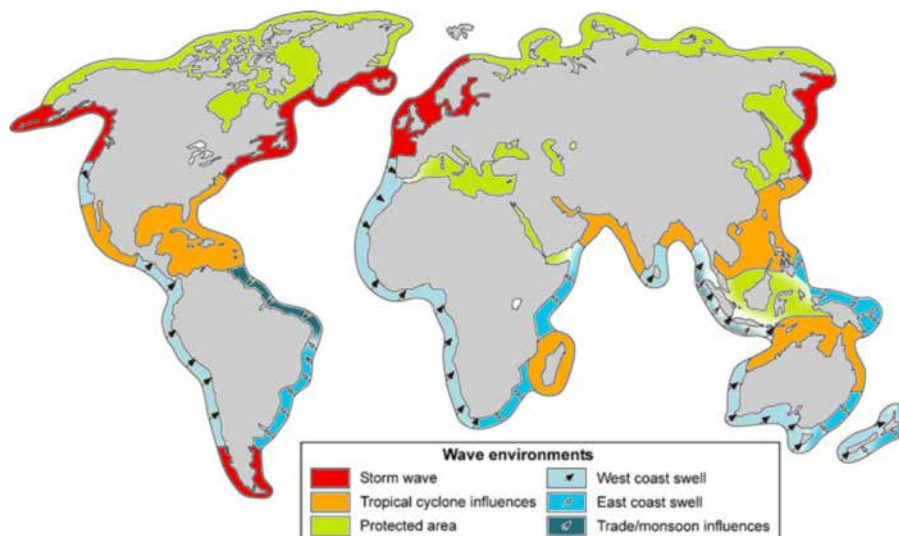 Wave environments
Storm wave
West coast swell
Tropical cyclone influences
East coast swell
Protected area
Trade/monsoon influences